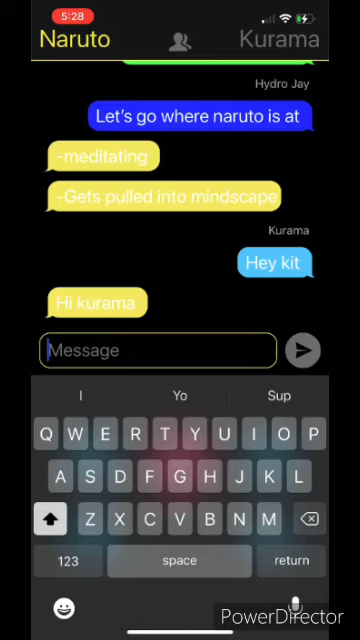 5:28
Naruto
Kurama
Hydro Jay
Let's go where naruto is at
-meditating
-Gets pulled into mindscape
Kurama
Hey kit
Hi kurama
Message
I Yo Sup
Q W E R T Y U I O P
A S D F G H J K L
Z X C V B N M
123 space return
PowerDirector